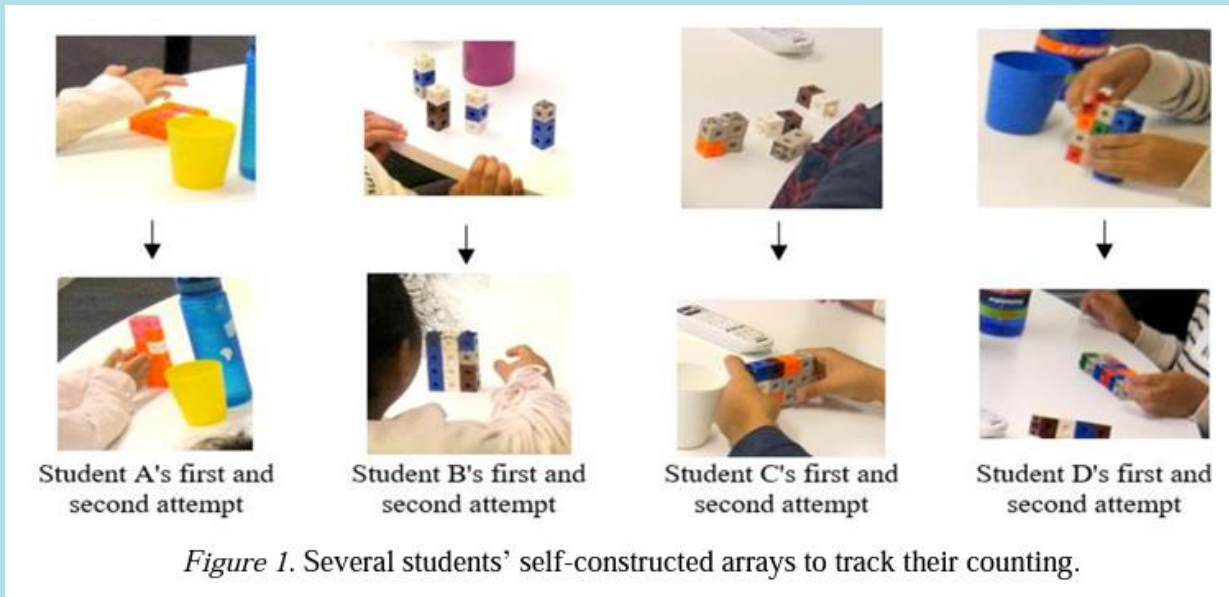 Student A's first and
second attempt
Student B's first and
second attempt
Student C's first and
second attempt
Student D's first and
second attempt
Figure 1. Several students’ self-constructed arrays to track their counting.